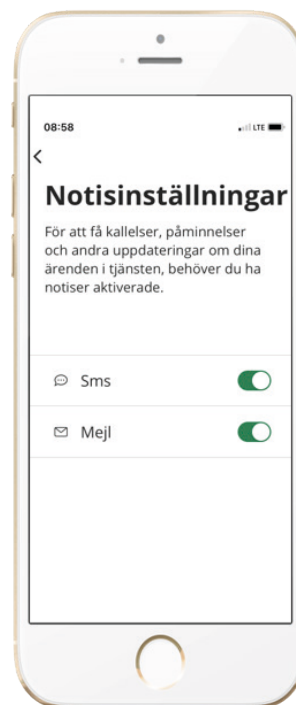 08:58
LTE
Notisinställningar
För att få kallelser, påminnelser
och andra uppdateringar om dina
ärenden i tjänsten, behöver du ha
notiser aktiverade.
Sms
Mejl